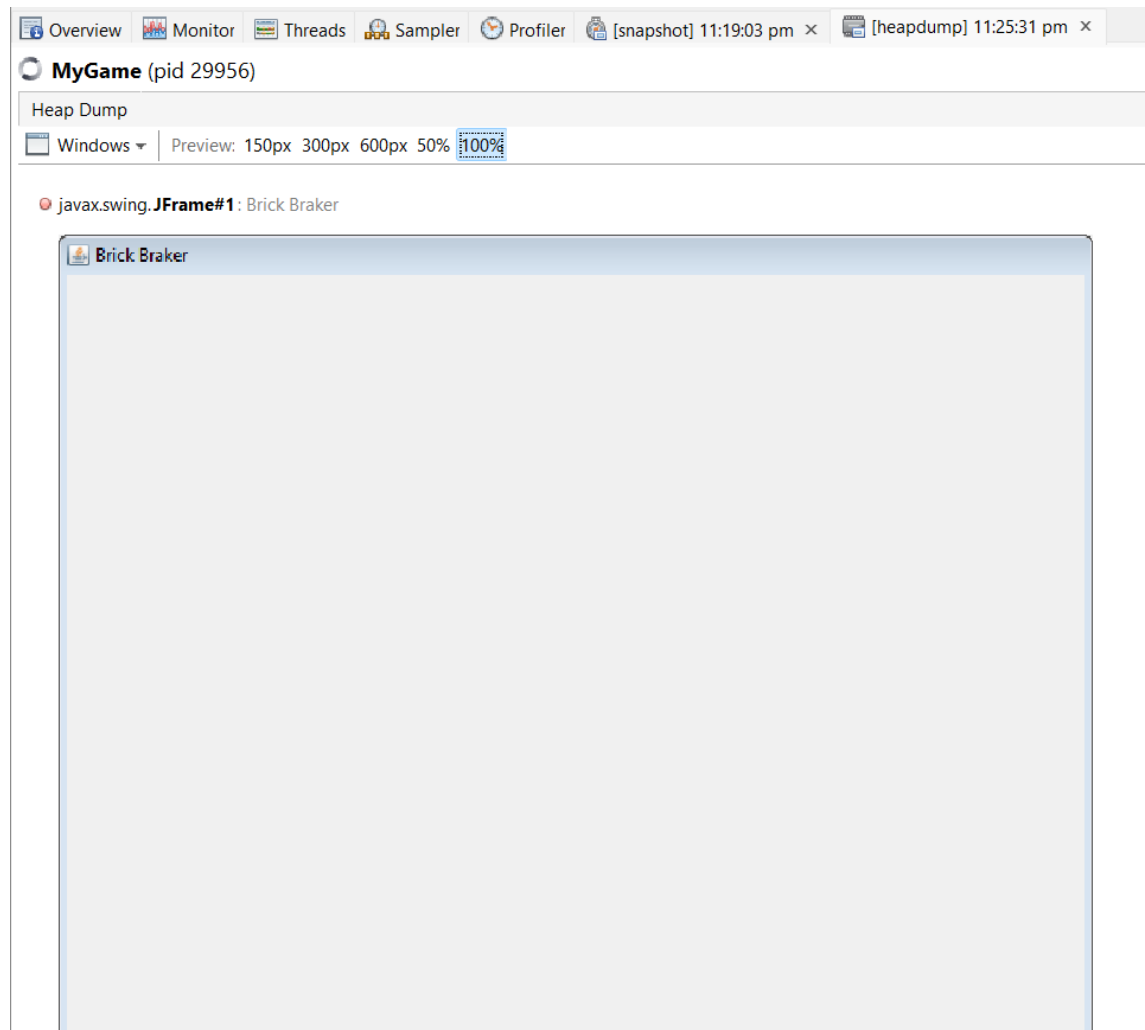 Overview Monitor Threads Sampler Profiler [snapshot] 11:19:03 pm × [heapdump] 11:25:31 pm ×
MyGame (pid 29956)
Heap Dump
Windows Preview: 150px 300px 600px 50% 100%
javax.swing.JFrame#1 : Brick Braker
Brick Braker